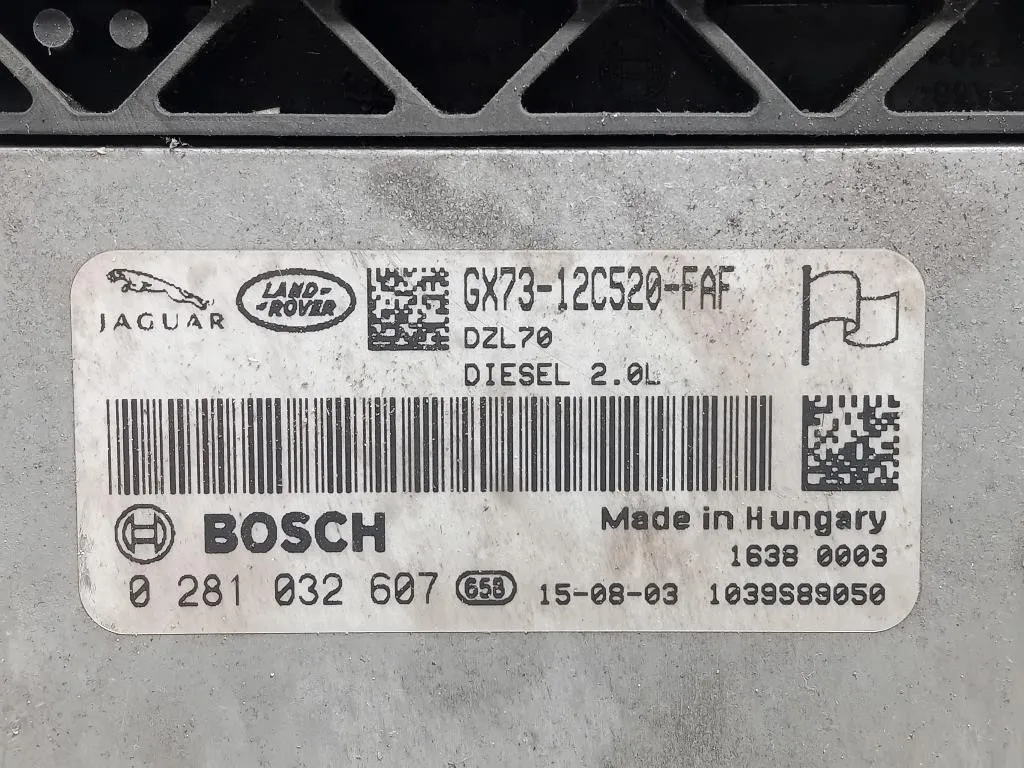 JAGUAR
LAND-
-ROVER
GX73-12C520-FAF
DZL70
DIESEL 2.0L
BOSCH
Made in Hungary
1638 0003
0 281 032 607 658 15-08-03 1039S89050